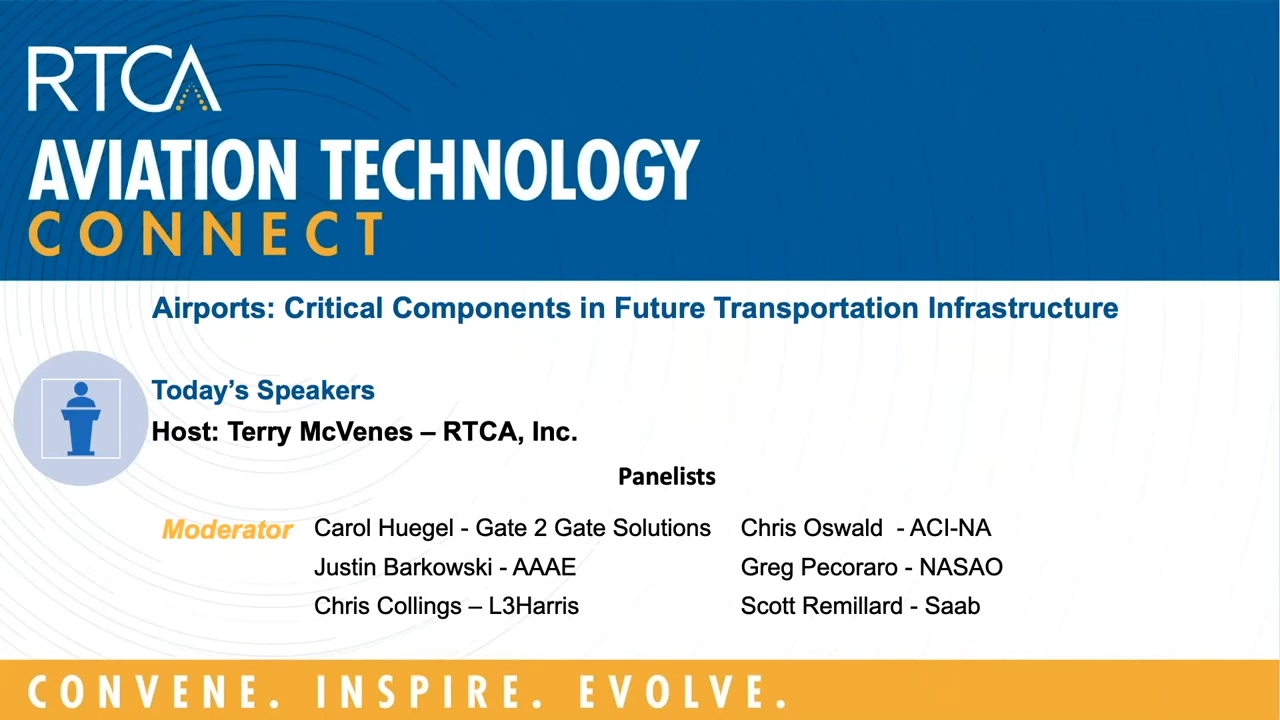 RTCA
AVIATION TECHNOLOGY
CONNECT
Airports: Critical Components in Future Transportation Infrastructure
Today’s Speakers
Host: Terry McVenes – RTCA, Inc.
Panelists
Moderator Carol Huegel - Gate 2 Gate Solutions Chris Oswald - ACI-NA
Justin Barkowski - AAAE Greg Pecoraro - NASAO
Chris Collings – L3Harris Scott Remillard - Saab
CONVENE. INSPIRE. EVOLVE.